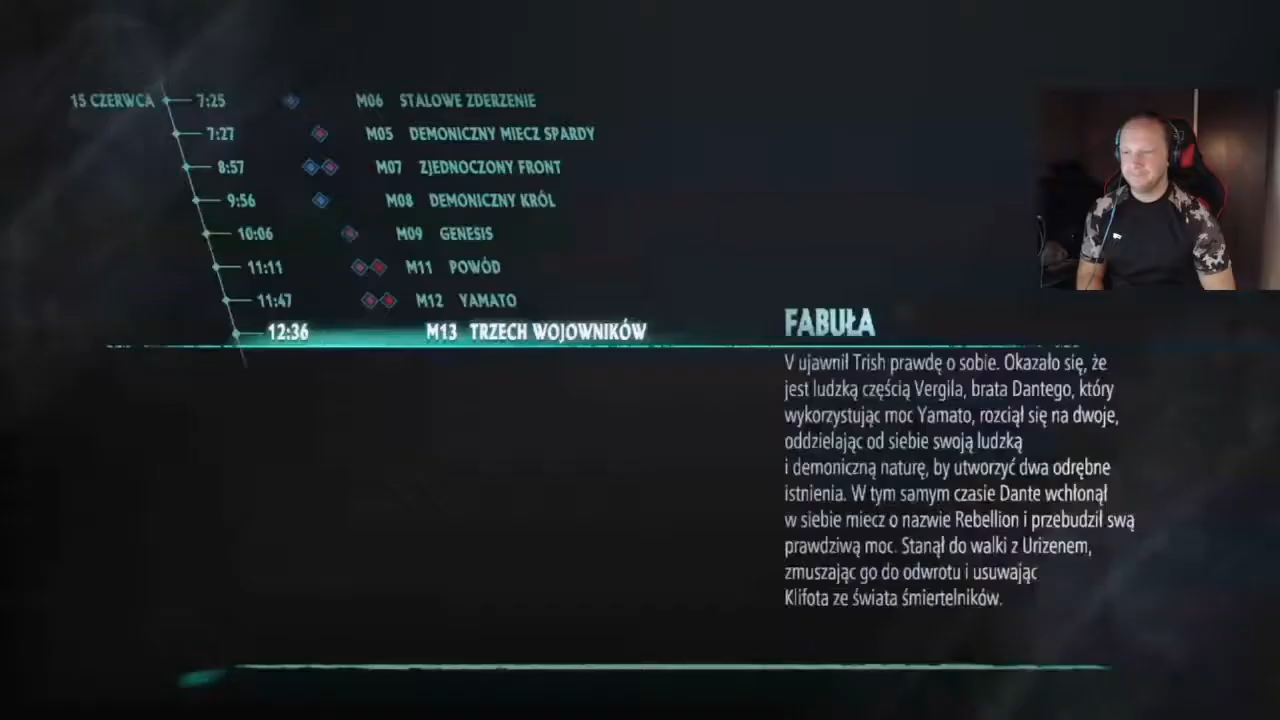 15 CZERWCA 7:25 M06 STALOWE ZDERZENIE
7:27 M05 DEMONICZNY MIECZ SPARDY
8:57 M07 ZJEDNOCZONY FRONT
9:56 M08 DEMONICZNY KRÓL
10:06 M09 GENESIS
11:11 M11 POWÓD
11:47 M12 YAMATO
12:36 M13 TRZECH WOJOWNIKÓW
FABUŁA
V ujawnił Trish prawdę o sobie. Okazało się, że
jest ludzką częścią Vergila, brata Dantego, który
wykorzystując moc Yamato, rozciął się na dwoje,
oddzielając od siebie swoją ludzką
i demoniczną naturę, by utworzyć dwa odrębne
istnienia. W tym samym czasie Dante wchłonął
w siebie miecz o nazwie Rebellion i przebudził swą
prawdziwą moc. Stanął do walki z Urizenem,
zmuszając go do odwrotu i usuwając
Klifota ze świata śmiertelników.